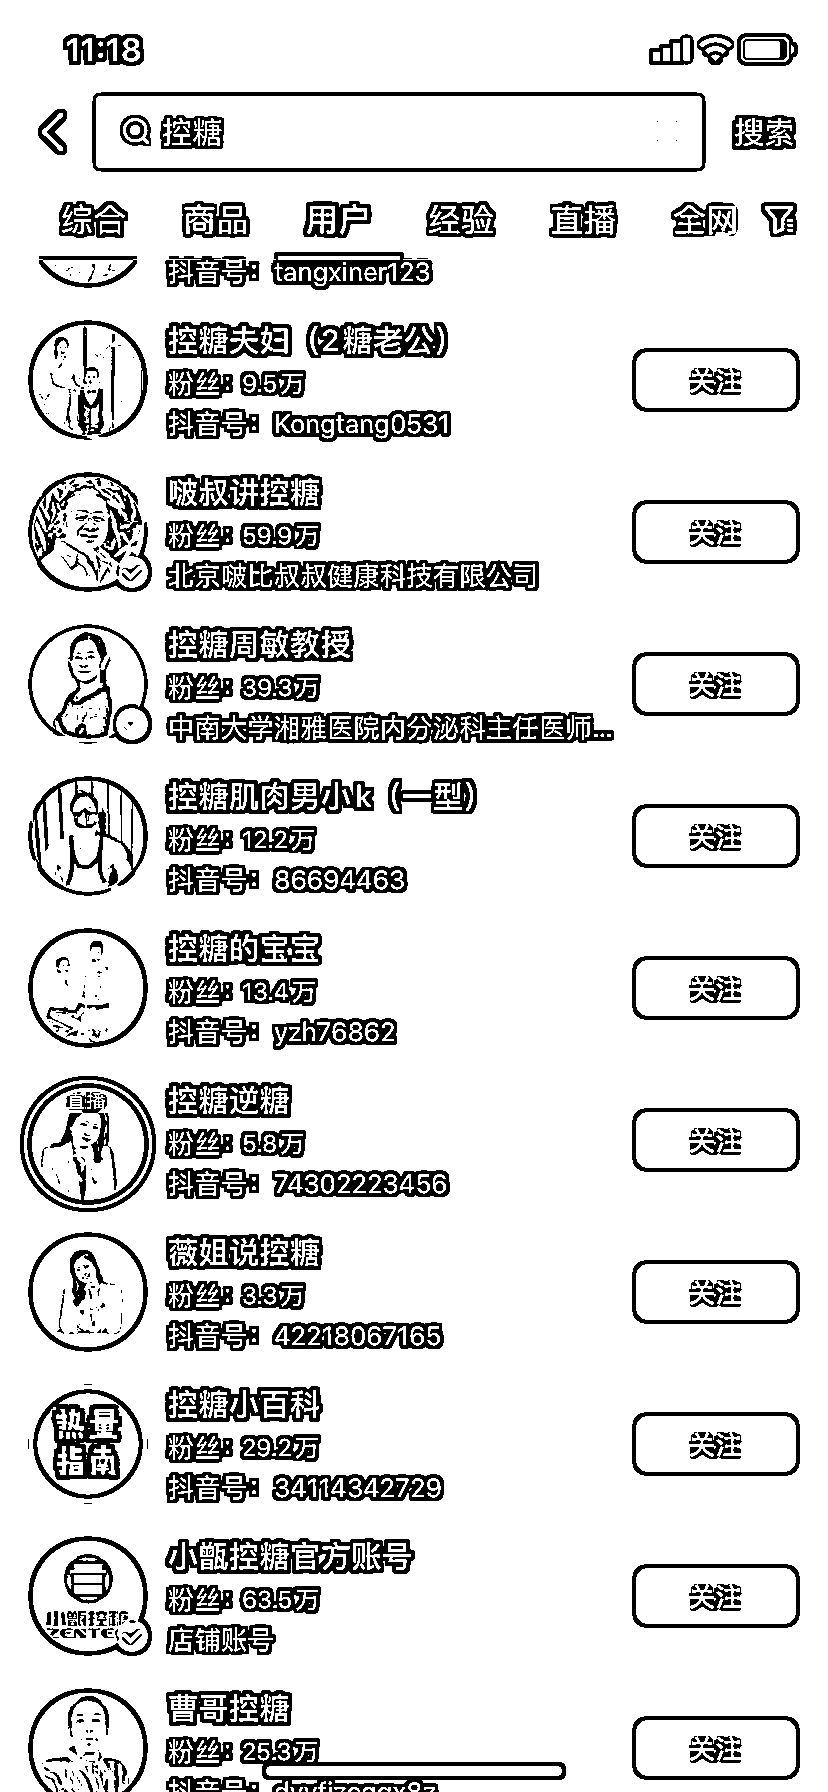 11:18
控糖
搜索
综合 商品 用户 经验 直播 全网
抖音号：tangxiner123
控糖夫妇（2糖老公）
粉丝：9.5万
关注
抖音号：Kongtang0531
啵叔讲控糖
粉丝：59.9万
关注
北京啵比叔叔健康科技有限公司
控糖周敏教授
粉丝：39.3万
关注
中南大学湘雅医院内分泌科主任医师...
控糖肌肉男小k（一型）
粉丝：12.2万
关注
抖音号：86694463
控糖的宝宝
粉丝：13.4万
关注
抖音号：yzh76862
直播
控糖逆糖
粉丝：5.8万
关注
抖音号：74302223456
薇姐说控糖
粉丝：3.3万
关注
抖音号：42218067165
热量
指南
控糖小百科
粉丝：29.2万
关注
抖音号：34114342729
小甑控糖官方账号
粉丝：63.5万
关注
小甑控糖
ZENTE
店铺账号
曹哥控糖
粉丝：25.3万
关注
抖音号：